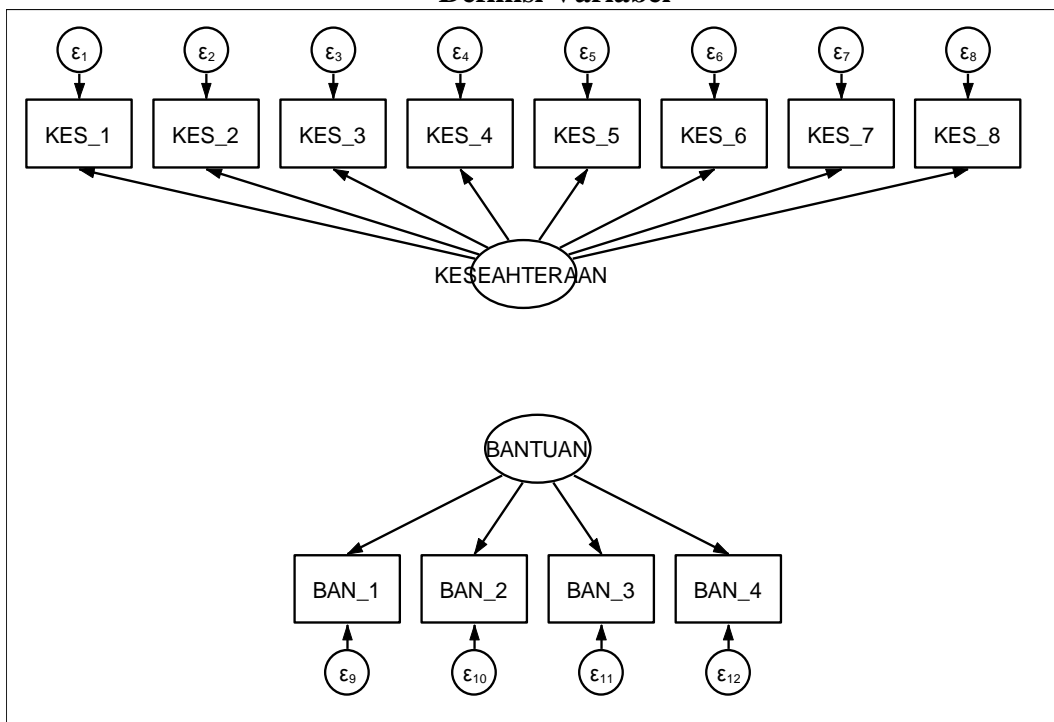 Definisi Variabel
ε1 ε2 ε3 ε4 ε5 ε6 ε7 ε8
KES_1 KES_2 KES_3 KES_4 KES_5 KES_6 KES_7 KES_8
KESEAHTERAAN
BANTUAN
BAN_1 BAN_2 BAN_3 BAN_4
ε9 ε10 ε11 ε12